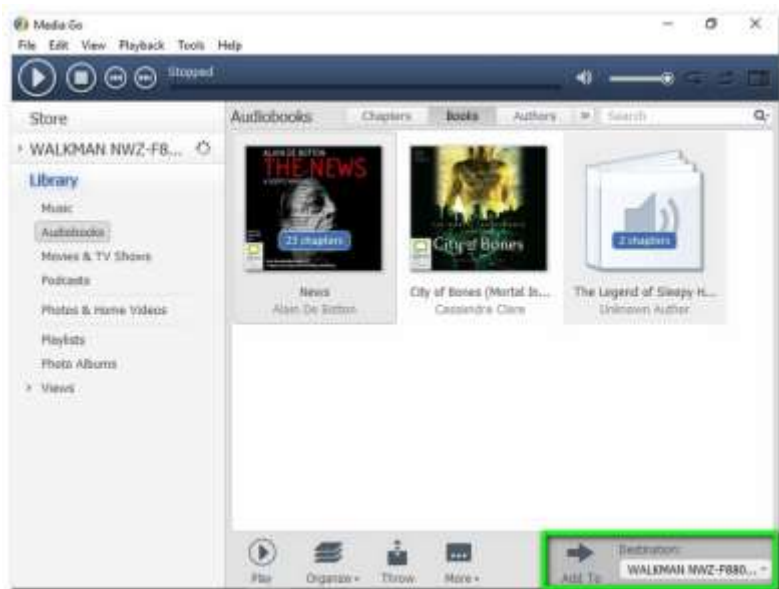 Media Go
File Edit View Playback Tools Help
Stopped
Store
WALKMAN NWZ-F8...
Library
Music
Audiobooks
Movies & TV Shows
Podcasts
Photos & Home Videos
Playlists
Photo Albums
Views
Audiobooks Chapters Books Authors » Search
ALAIN DE BOTTON
THE NEWS
23 chapters
City of Bones
2 chapters
News
Alain De Botton
City of Bones (Mortal In...
Cassandra Clare
The Legend of Sleepy H...
Unknown Author
Play Organize Throw More
Add To
Destination:
WALKMAN NWZ-F880...